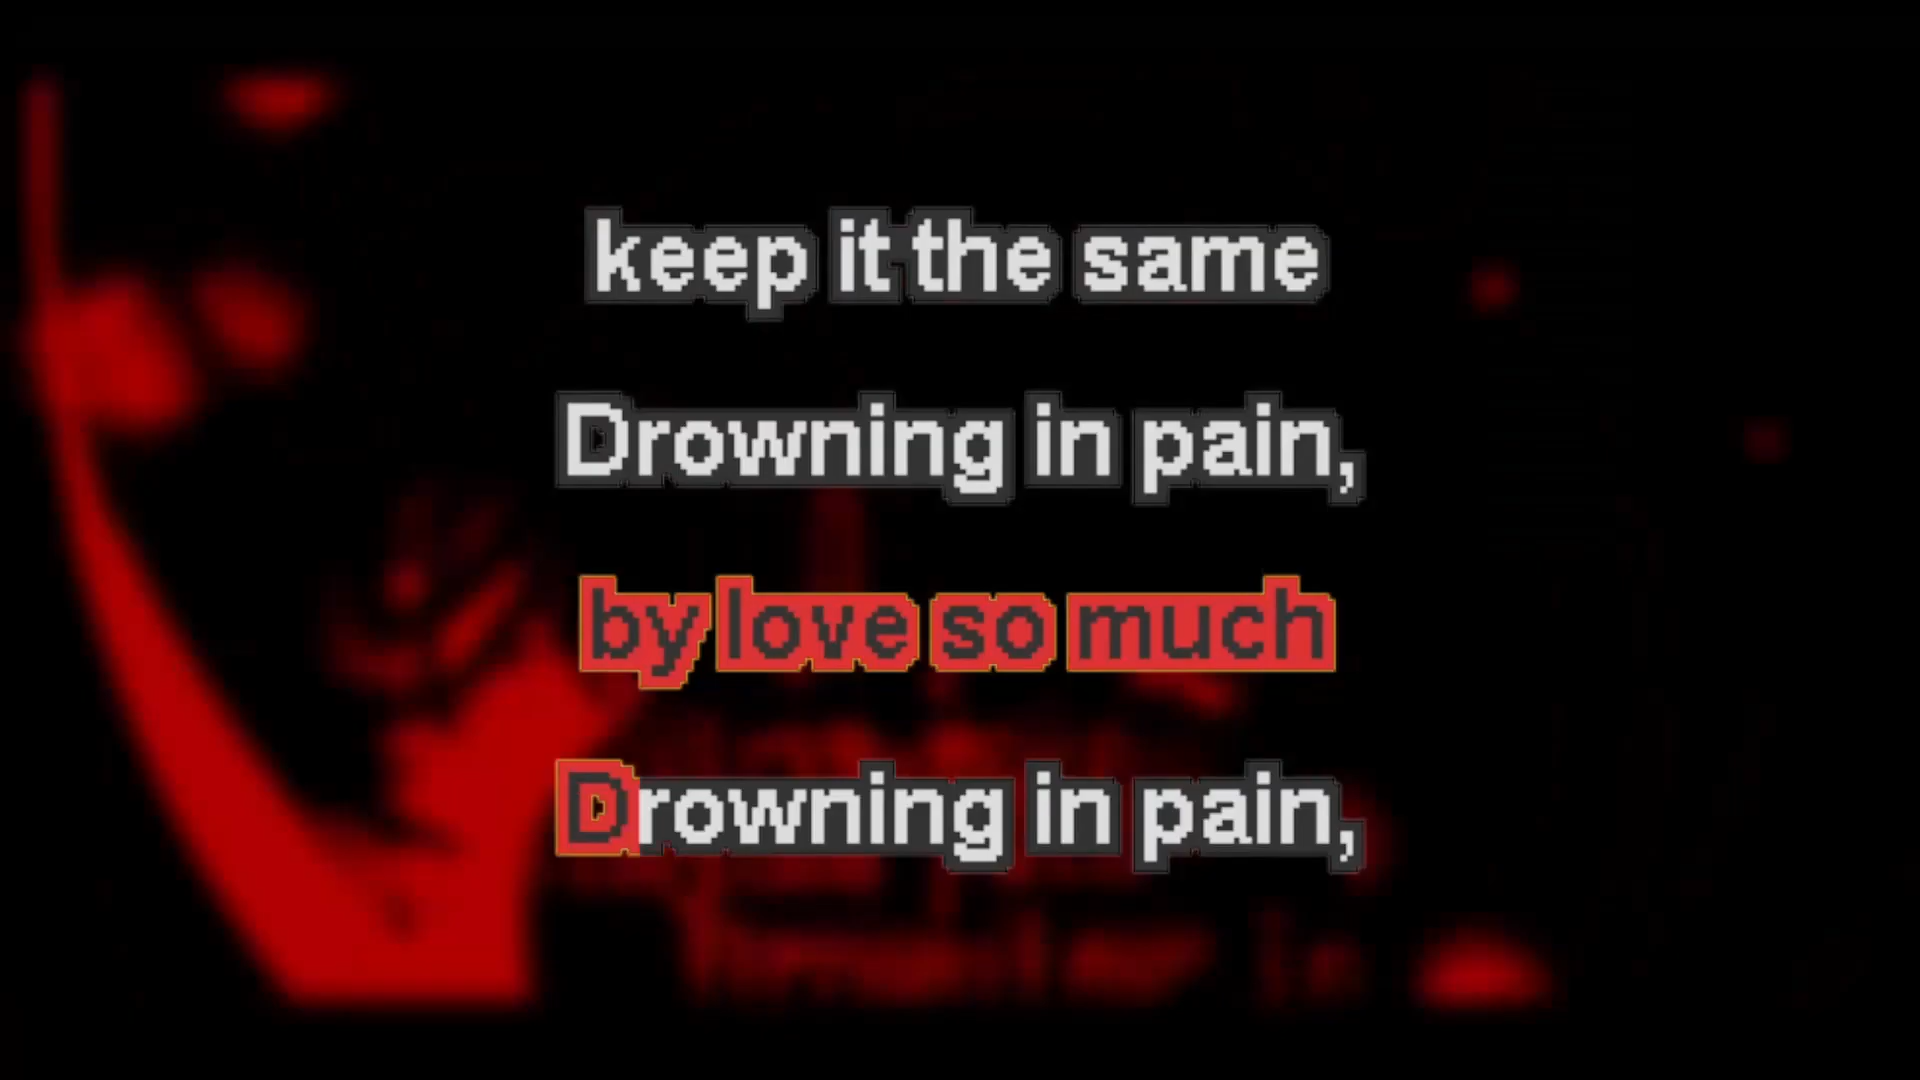 keep it the same
Drowning in pain,
by love so much
Drowning in pain,